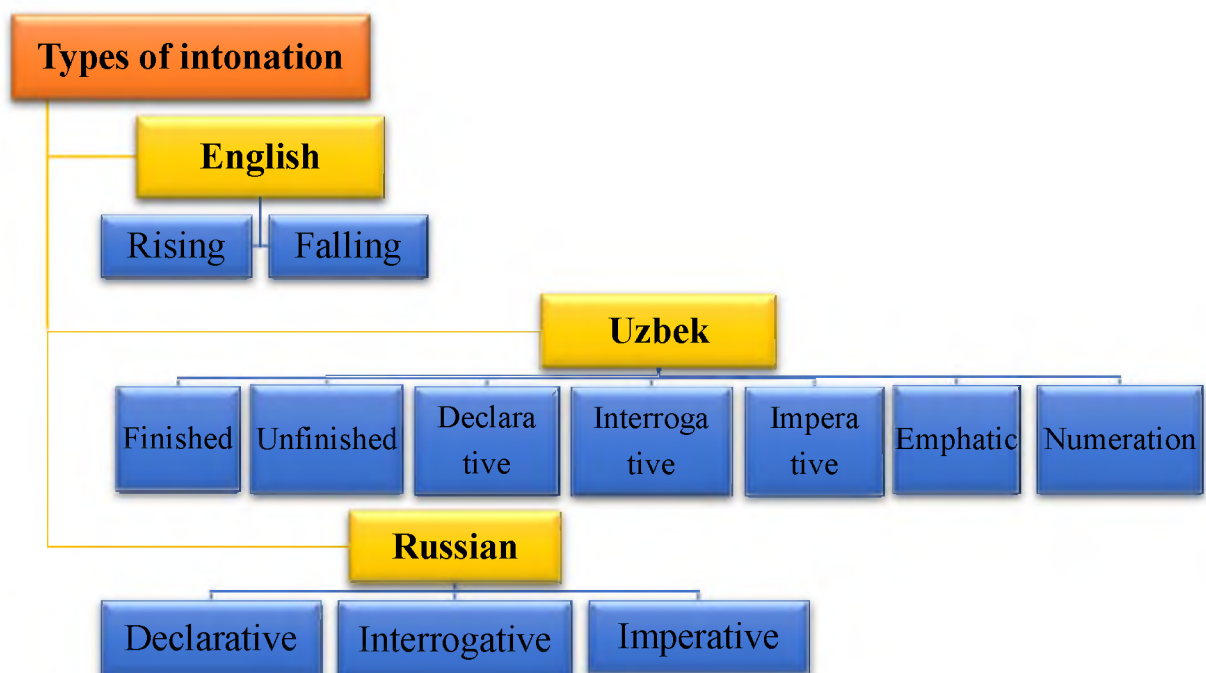 Types of intonation
English
Rising
Falling
Uzbek
Finished
Unfinished
Declara
tive
Interroga
tive
Impera
tive
Emphatic
Numeration
Russian
Declarative
Interrogative
Imperative